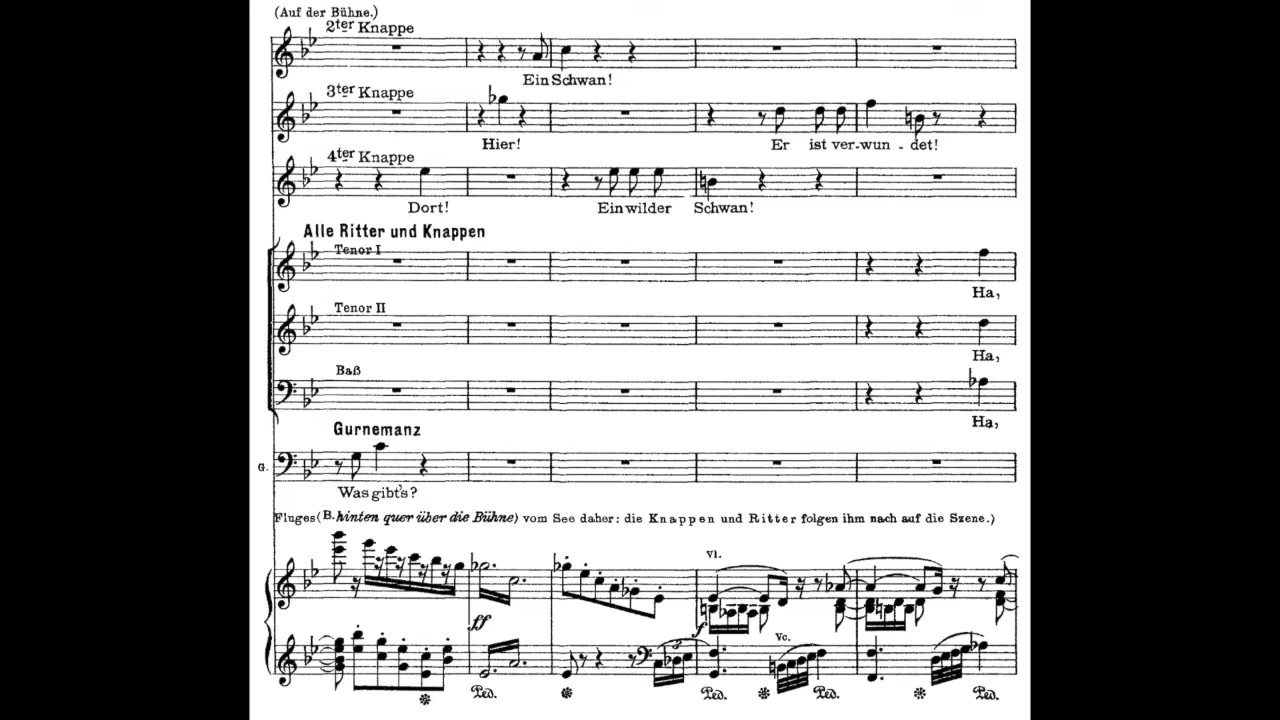 (Auf der Bühne.)
2ter Knappe
Ein Schwan!
3ter Knappe
Hier! Er ist ver-wun - det!
4ter Knappe
Dort! Ein wilder Schwan!
Alle Ritter und Knappen
Tenor I
Ha,
Tenor II
Ha,
Baß
Ha,
Gurnemanz
G.
Was gibt's?
Fluges (B. hinten quer über die Bühne) vom See daher; die Knappen und Ritter folgen ihm nach auf die Szene.)
Vl.
ff f
3
Vc.
Ped. * Ped. * Ped. * Ped.